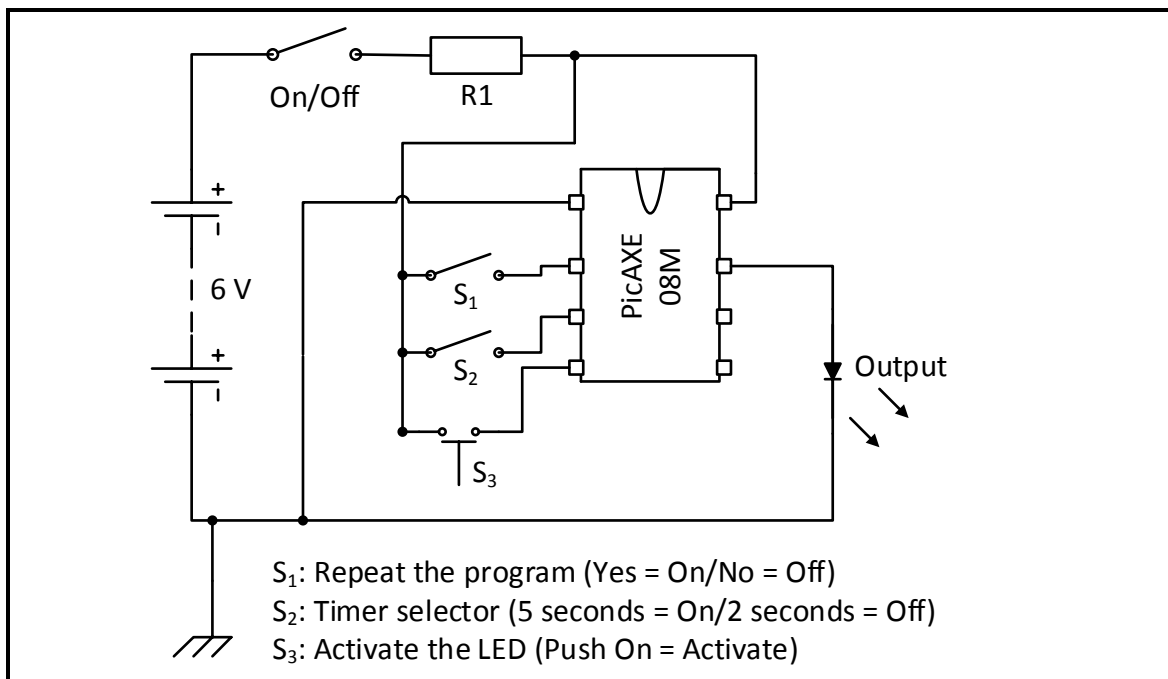 On/Off
R1
+
–
6 V
+
–
S₁
S₂
S₃
PicAXE
08M
Output
S₁: Repeat the program (Yes = On/No = Off)
S₂: Timer selector (5 seconds = On/2 seconds = Off)
S₃: Activate the LED (Push On = Activate)